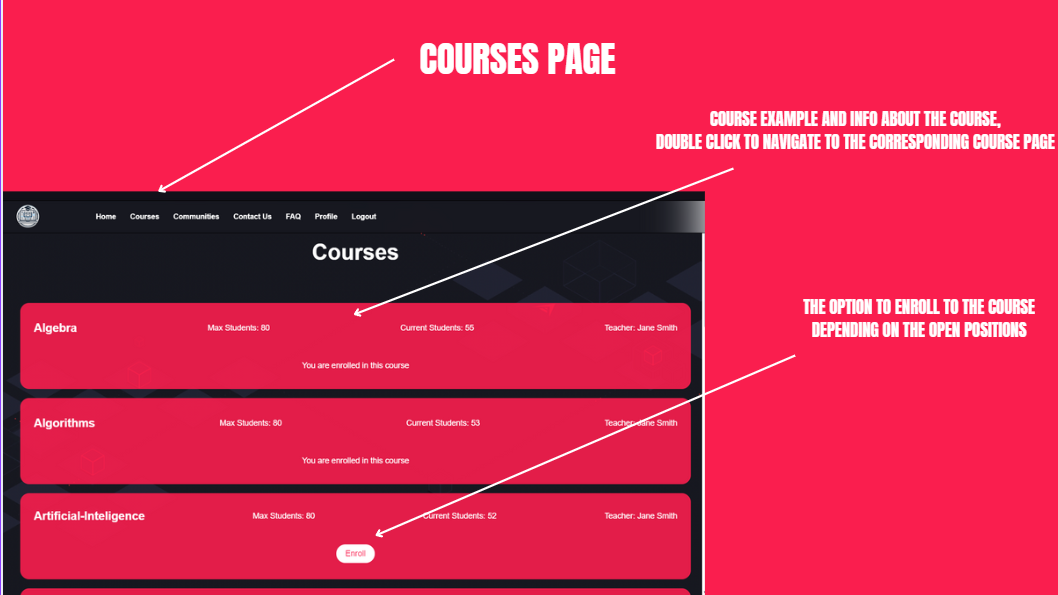 COURSES PAGE
COURSE EXAMPLE AND INFO ABOUT THE COURSE,
DOUBLE CLICK TO NAVIGATE TO THE CORRESPONDING COURSE PAGE
Home Courses Communities Contact Us FAQ Profile Logout
Courses
Algebra Max Students: 80 Current Students: 55 Teacher: Jane Smith
You are enrolled in this course
THE OPTION TO ENROLL TO THE COURSE
DEPENDING ON THE OPEN POSITIONS
Algorithms Max Students: 80 Current Students: 53 Teacher: Jane Smith
You are enrolled in this course
Artificial-Inteligence Max Students: 80 Current Students: 52 Teacher: Jane Smith
Enroll